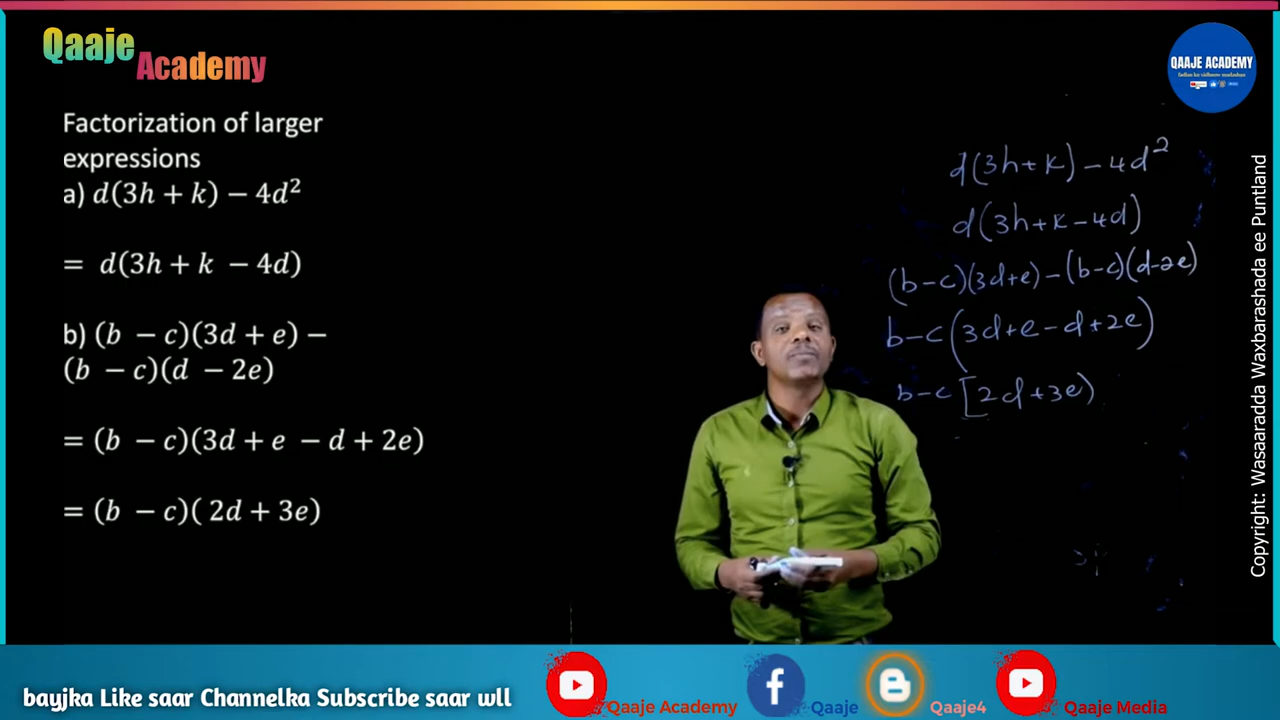 Qaaje
Academy
QAAJE ACADEMY
Factorization of larger
expressions
a) d(3h + k) − 4d²
= d(3h + k − 4d)
b) (b − c)(3d + e) −
(b − c)(d − 2e)
= (b − c)(3d + e − d + 2e)
= (b − c)( 2d + 3e)
d(3h+k) − 4d²
d(3h+k−4d)
(b−c)(3d+e) − (b−c)(d−2e)
b−c(3d+e−d+2e)
b−c[2d+3e)
Copyright: Wasaaradda Waxbarashada ee Puntland
bayjka Like saar Channelka Subscribe saar wll
Qaaje Academy
Qaaje
Qaaje4
Qaaje Media